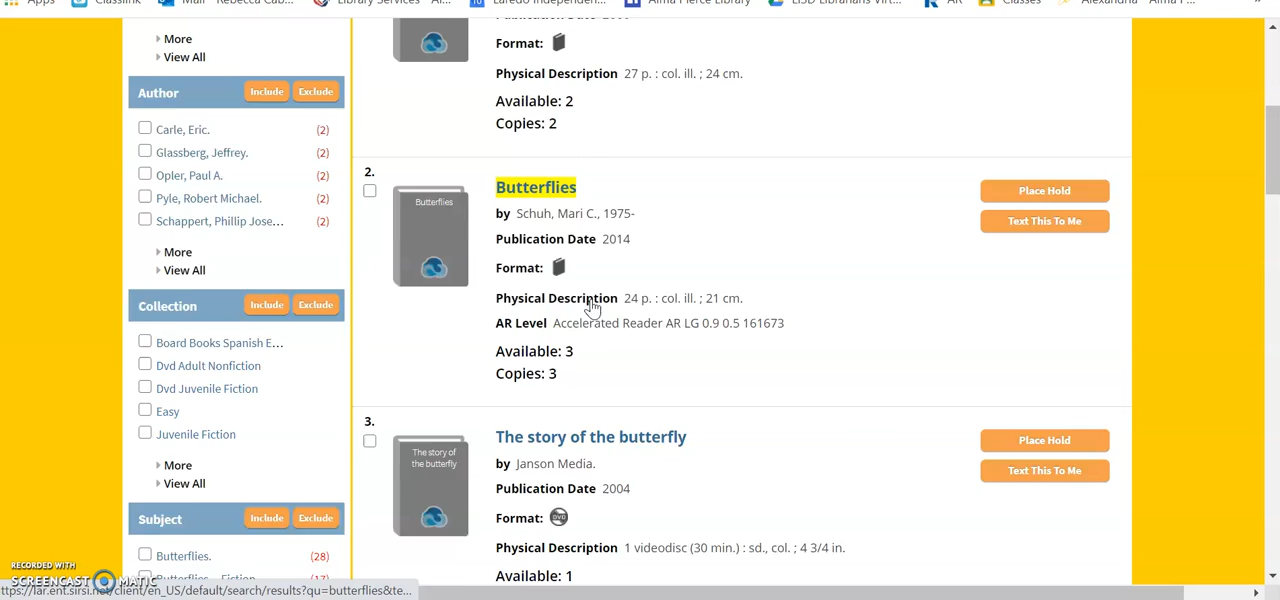 Apps
Classlink
Mail - Rebecca Cab...
Library Services - Al...
Laredo Independen...
Alma Pierce Library
LISD Librarians Virt...
AR
Classes
Alexandria - Alma P...
More
View All
Author Include Exclude
Carle, Eric. (2)
Glassberg, Jeffrey. (2)
Opler, Paul A. (2)
Pyle, Robert Michael. (2)
Schappert, Phillip Jose... (2)
More
View All
Collection Include Exclude
Board Books Spanish E...
Dvd Adult Nonfiction
Dvd Juvenile Fiction
Easy
Juvenile Fiction
More
View All
Subject Include Exclude
Butterflies. (28)
Format:
Physical Description 27 p. : col. ill. ; 24 cm.
Available: 2
Copies: 2
2.
Butterflies
Butterflies
by Schuh, Mari C., 1975-
Publication Date 2014
Format:
Physical Description 24 p. : col. ill. ; 21 cm.
AR Level Accelerated Reader AR LG 0.9 0.5 161673
Available: 3
Copies: 3
Place Hold
Text This To Me
3.
The story of
the butterfly
The story of the butterfly
by Janson Media.
Publication Date 2004
Format: DVD
Physical Description 1 videodisc (30 min.) : sd., col. ; 4 3/4 in.
Available: 1
Place Hold
Text This To Me
RECORDED WITH
SCREENCAST MATIC
ttps://lar.ent.sirsi.net/client/en_US/default/search/results?qu=butterflies&te...